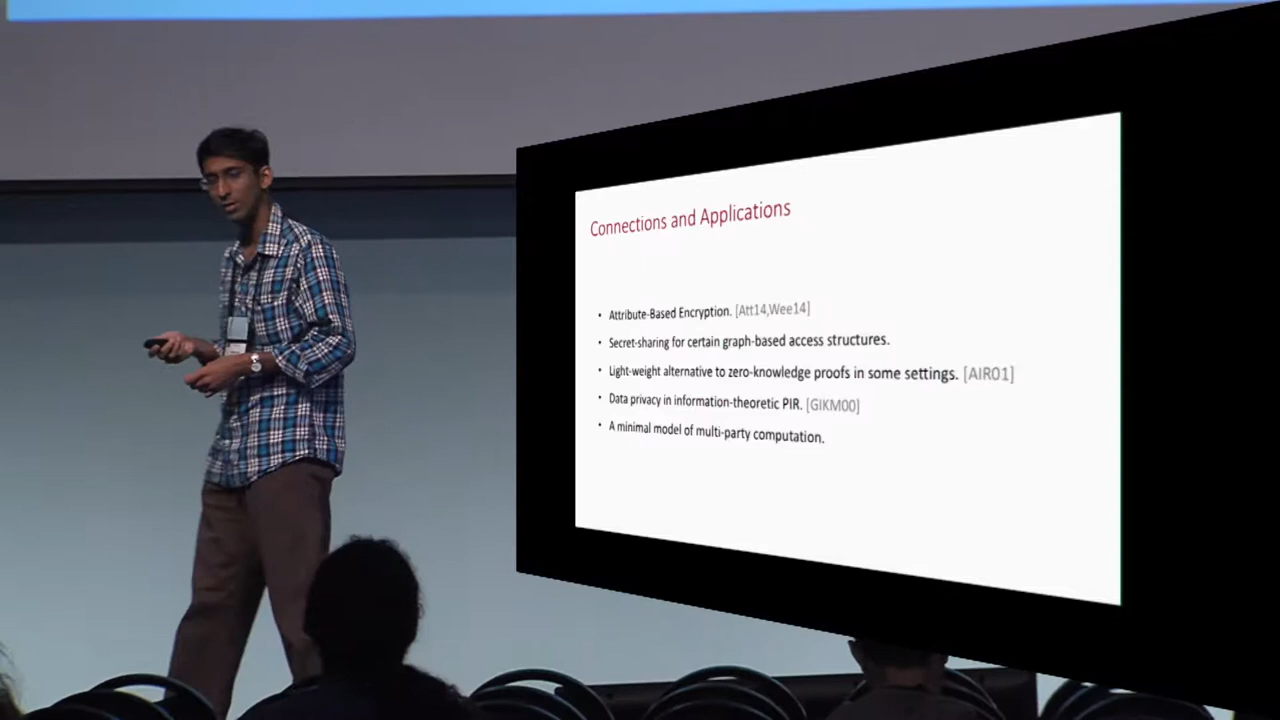 Connections and Applications
• Attribute-Based Encryption. [Att14,Wee14]
• Secret-sharing for certain graph-based access structures.
• Light-weight alternative to zero-knowledge proofs in some settings. [AIR01]
• Data privacy in information-theoretic PIR. [GIKM00]
• A minimal model of multi-party computation.